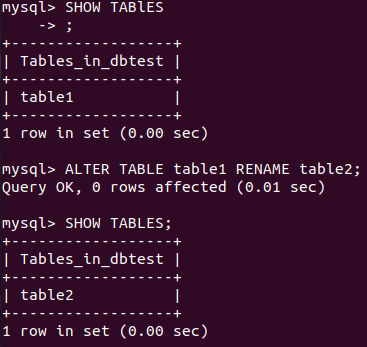 mysql> SHOW TABlES
    -> ;
+------------------+
| Tables_in_dbtest |
+------------------+
| table1           |
+------------------+
1 row in set (0.00 sec)

mysql> ALTER TABLE table1 RENAME table2;
Query OK, 0 rows affected (0.01 sec)

mysql> SHOW TABLES;
+------------------+
| Tables_in_dbtest |
+------------------+
| table2           |
+------------------+
1 row in set (0.00 sec)